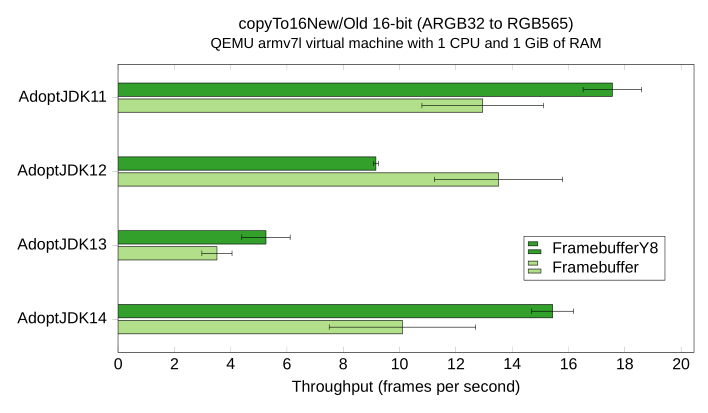 copyTo16New/Old 16-bit (ARGB32 to RGB565)
QEMU armv7l virtual machine with 1 CPU and 1 GiB of RAM
AdoptJDK11
AdoptJDK12
AdoptJDK13
FramebufferY8
Framebuffer
AdoptJDK14
0 2 4 6 8 10 12 14 16 18 20
Throughput (frames per second)